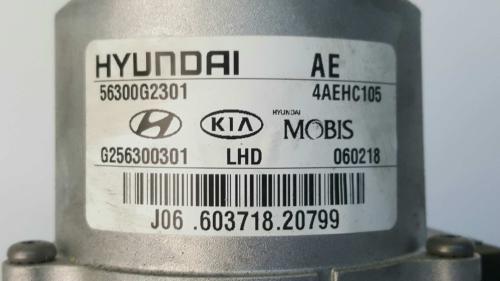 HYUNDAI AE
56300G2301 4AEHC105
KIA HYUNDAI MOBIS
G256300301 LHD 060218
J06 .603718.20799